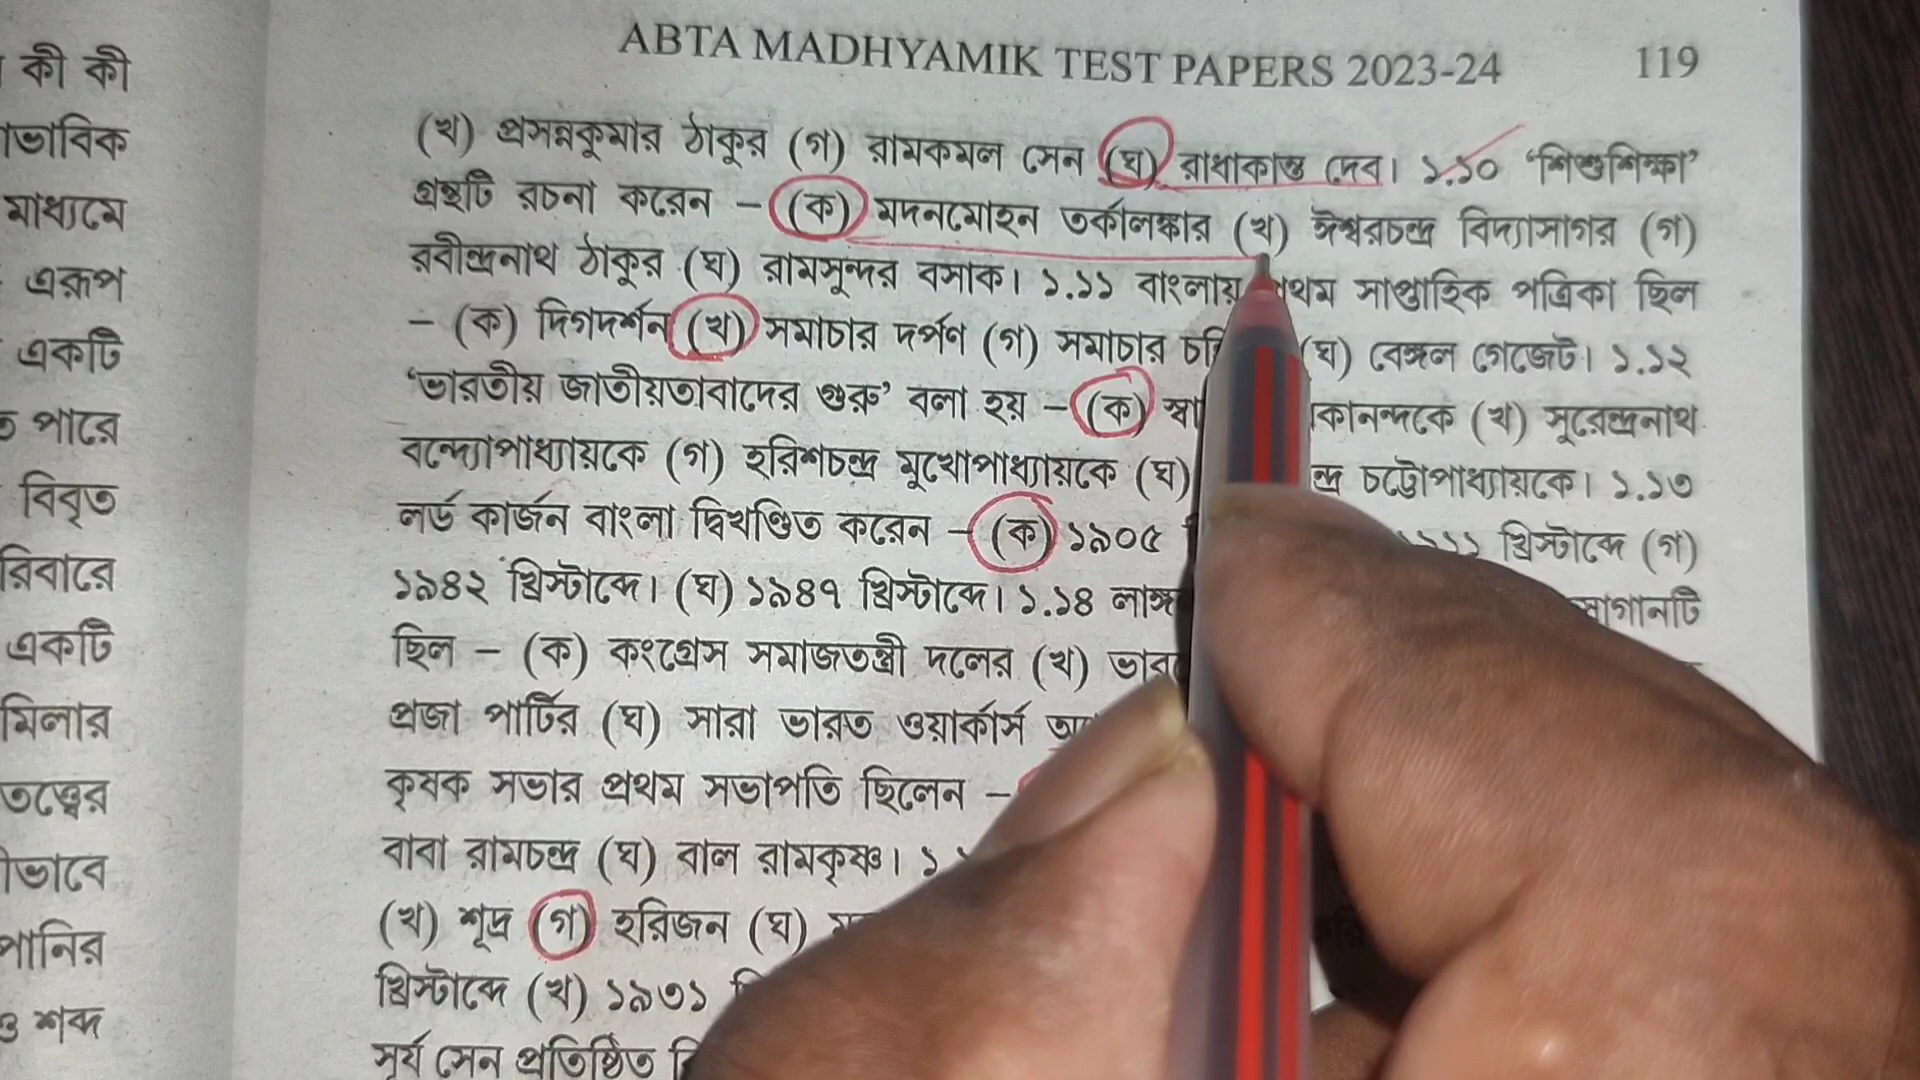 ABTA MADHYAMIK TEST PAPERS 2023-24 119
কী কী
াভাবিক
মাধ্যমে
এরূপ
একটি
পারে
বিবৃত
রিবারে
একটি
মিলার
তত্ত্বের
ীভাবে
পানির
ও শব্দ
(খ) প্রসন্নকুমার ঠাকুর (গ) রামকমল সেন (ঘ) রাধাকান্ত দেব। ১.১০ ‘শিশুশিক্ষা’
গ্রন্থটি রচনা করেন – (ক) মদনমোহন তর্কালঙ্কার (খ) ঈশ্বরচন্দ্র বিদ্যাসাগর (গ)
রবীন্দ্রনাথ ঠাকুর (ঘ) রামসুন্দর বসাক। ১.১১ বাংলায় থম সাপ্তাহিক পত্রিকা ছিল
– (ক) দিগদর্শন (খ) সমাচার দর্পণ (গ) সমাচার (ঘ) বেঙ্গল গেজেট। ১.১২
‘ভারতীয় জাতীয়তাবাদের গুরু’ বলা হয় – (ক) স্বা কানন্দকে (খ) সুরেন্দ্রনাথ
বন্দ্যোপাধ্যায়কে (গ) হরিশচন্দ্র মুখোপাধ্যায়কে (ঘ) ন্দ্র চট্টোপাধ্যায়কে। ১.১৩
লর্ড কার্জন বাংলা দ্বিখণ্ডিত করেন – (ক) ১৯০৫ খ্রিস্টাব্দে (গ)
১৯৪২ খ্রিস্টাব্দে। (ঘ) ১৯৪৭ খ্রিস্টাব্দে। ১.১৪ লাঙ্গ োগানটি
ছিল – (ক) কংগ্রেস সমাজতন্ত্রী দলের (খ) ভার
প্রজা পার্টির (ঘ) সারা ভারত ওয়ার্কার্স
কৃষক সভার প্রথম সভাপতি ছিলেন –
বাবা রামচন্দ্র (ঘ) বাল রামকৃষ্ণ।
(খ) শূদ্র (গ) হরিজন (ঘ)
খ্রিস্টাব্দে (খ) ১৯৩১
সূর্য সেন প্রতিষ্ঠিত